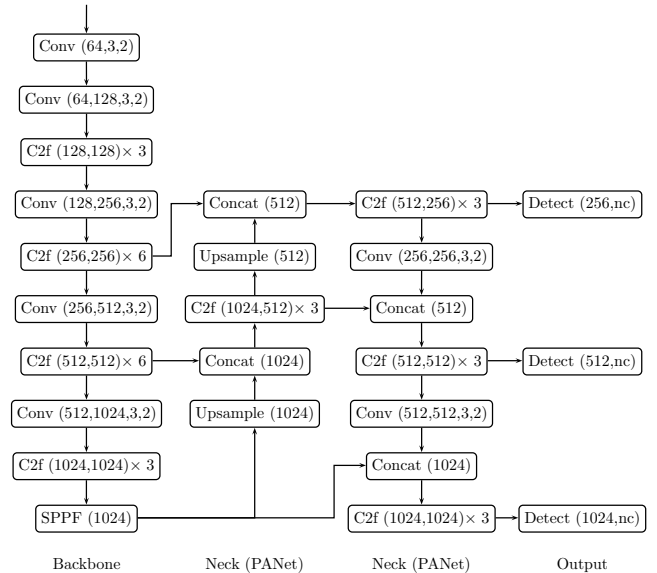 Conv (64,3,2)
Conv (64,128,3,2)
C2f (128,128)× 3
Conv (128,256,3,2)
C2f (256,256)× 6
Conv (256,512,3,2)
C2f (512,512)× 6
Conv (512,1024,3,2)
C2f (1024,1024)× 3
SPPF (1024)
Backbone
Concat (512)
Upsample (512)
C2f (1024,512)× 3
Concat (1024)
Upsample (1024)
Neck (PANet)
C2f (512,256)× 3
Conv (256,256,3,2)
Concat (512)
C2f (512,512)× 3
Conv (512,512,3,2)
Concat (1024)
C2f (1024,1024)× 3
Neck (PANet)
Detect (256,nc)
Detect (512,nc)
Detect (1024,nc)
Output